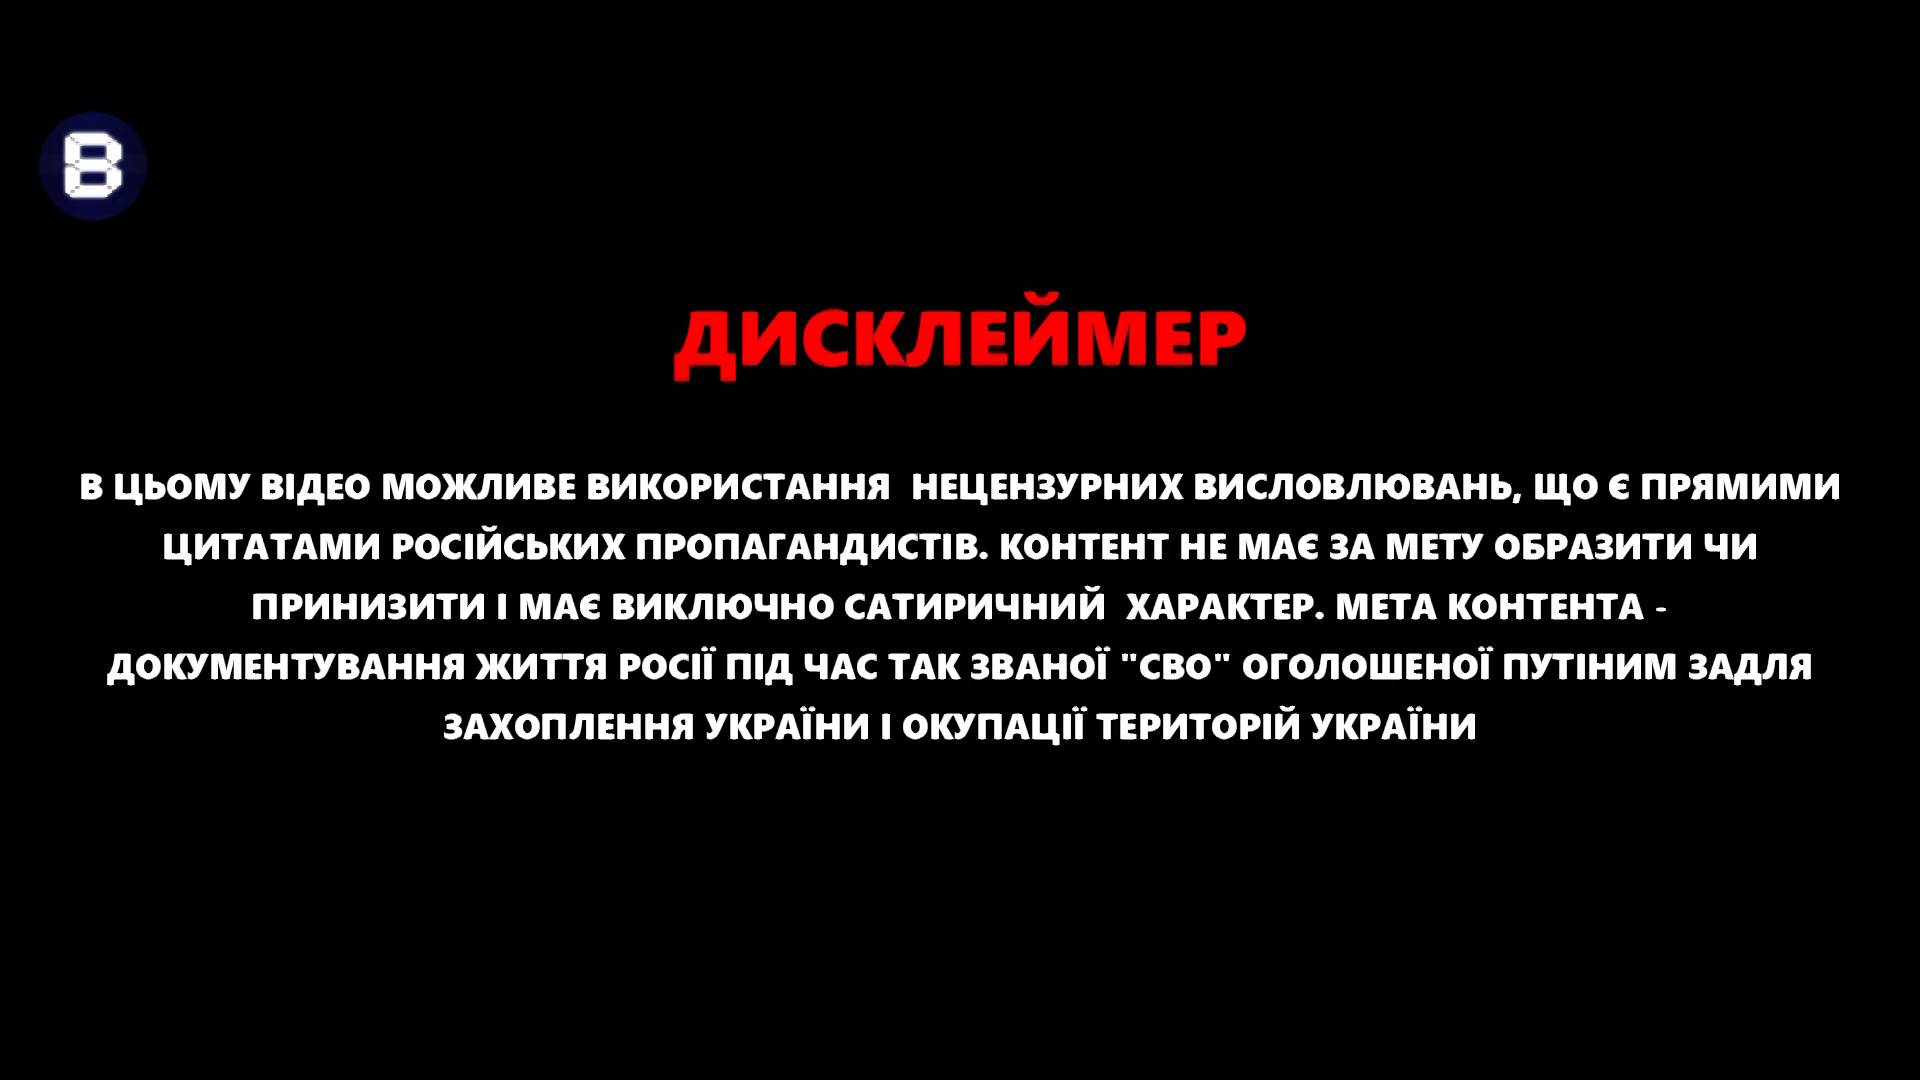 B
ДИСКЛЕЙМЕР
В ЦЬОМУ ВІДЕО МОЖЛИВЕ ВИКОРИСТАННЯ НЕЦЕНЗУРНИХ ВИСЛОВЛЮВАНЬ, ЩО Є ПРЯМИМИ
ЦИТАТАМИ РОСІЙСЬКИХ ПРОПАГАНДИСТІВ. КОНТЕНТ НЕ МАЄ ЗА МЕТУ ОБРАЗИТИ ЧИ
ПРИНИЗИТИ І МАЄ ВИКЛЮЧНО САТИРИЧНИЙ ХАРАКТЕР. МЕТА КОНТЕНТА -
ДОКУМЕНТУВАННЯ ЖИТТЯ РОСІЇ ПІД ЧАС ТАК ЗВАНОЇ "СВО" ОГОЛОШЕНОЇ ПУТІНИМ ЗАДЛЯ
ЗАХОПЛЕННЯ УКРАЇНИ І ОКУПАЦІЇ ТЕРИТОРІЙ УКРАЇНИ